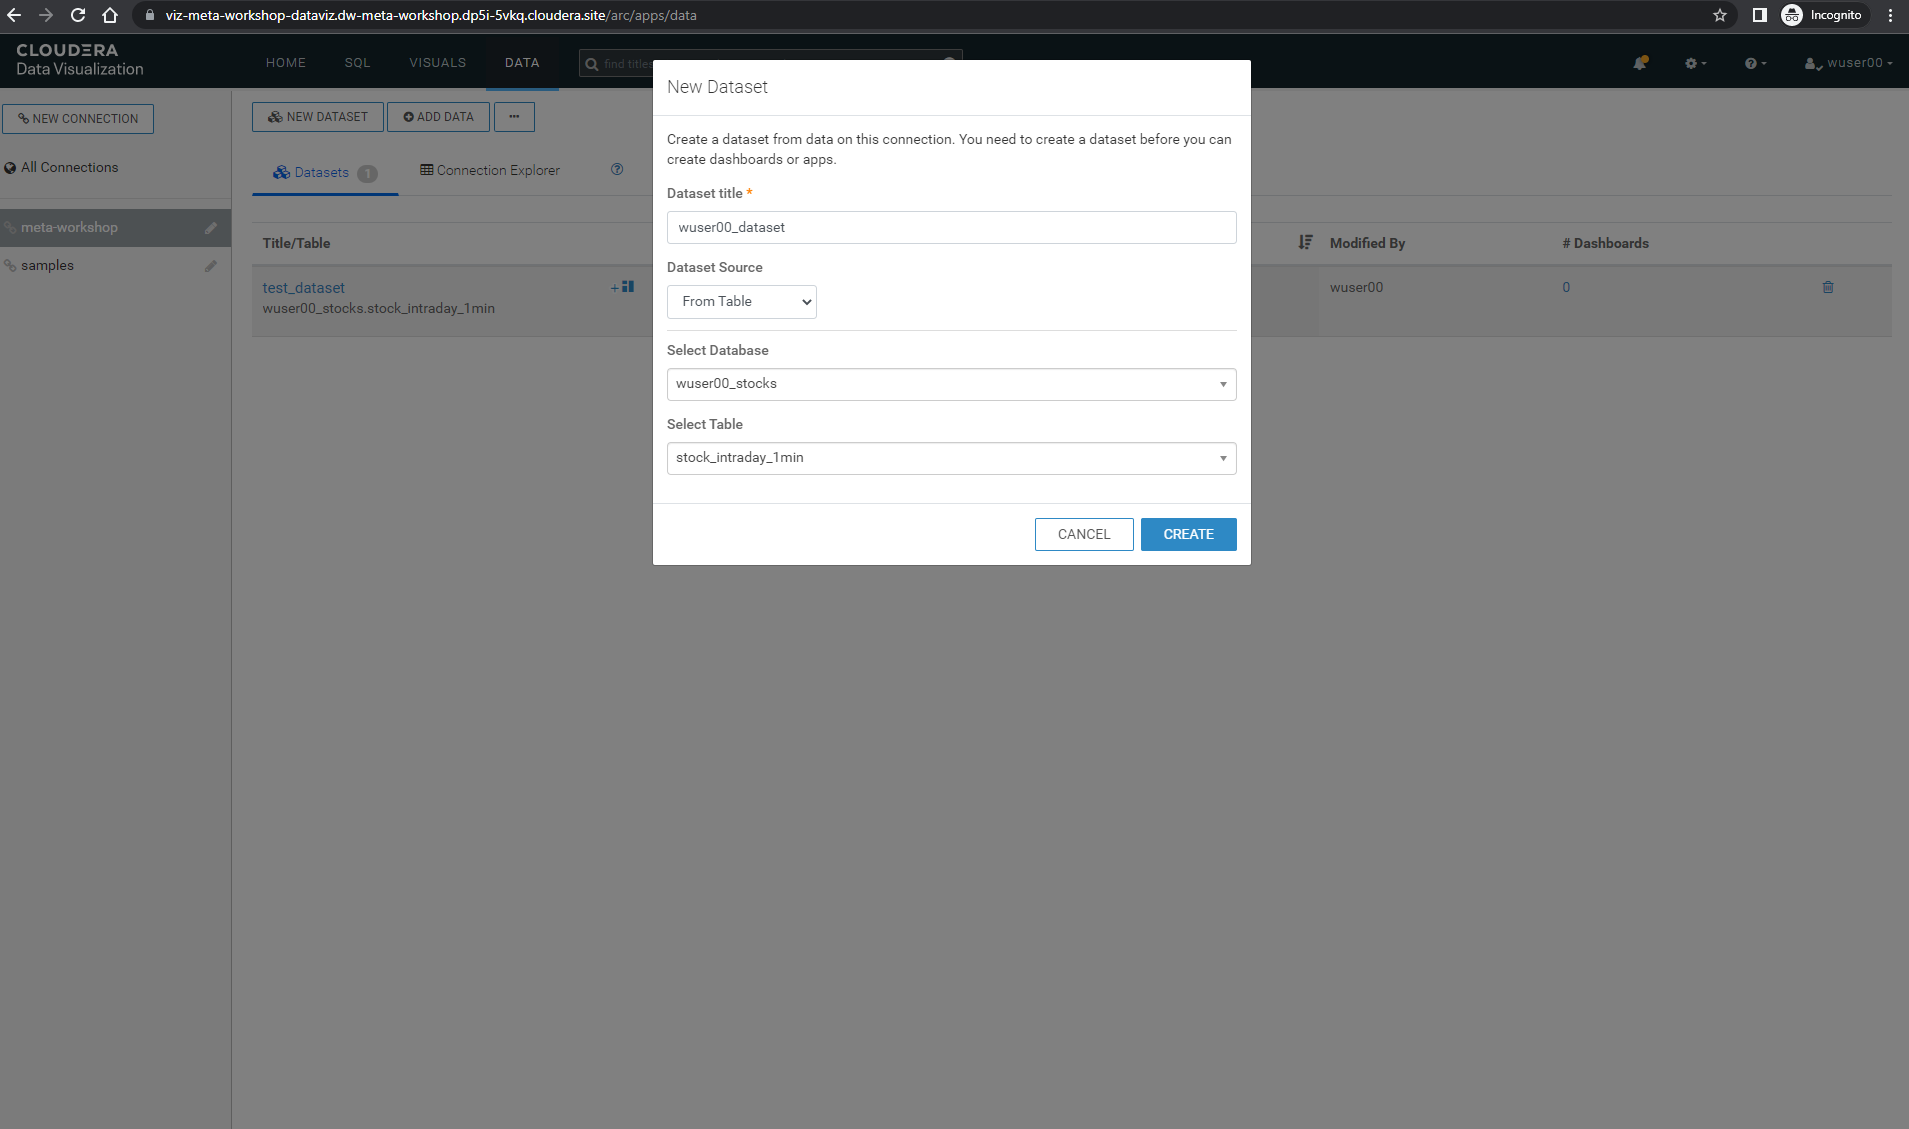 viz-meta-workshop-dataviz.dw-meta-workshop.dp5i-5vkq.cloudera.site/arc/apps/data
Incognito
CLOUDERA
Data Visualization
HOME
SQL
VISUALS
DATA
find titles
wuser00
NEW CONNECTION
All Connections
meta-workshop
samples
NEW DATASET
ADD DATA
...
Datasets 1
Connection Explorer
Title/Table
Modified By
# Dashboards
test_dataset
wuser00_stocks.stock_intraday_1min
wuser00
0
New Dataset
Create a dataset from data on this connection. You need to create a dataset before you can
create dashboards or apps.
Dataset title *
wuser00_dataset
Dataset Source
From Table
Select Database
wuser00_stocks
Select Table
stock_intraday_1min
CANCEL
CREATE